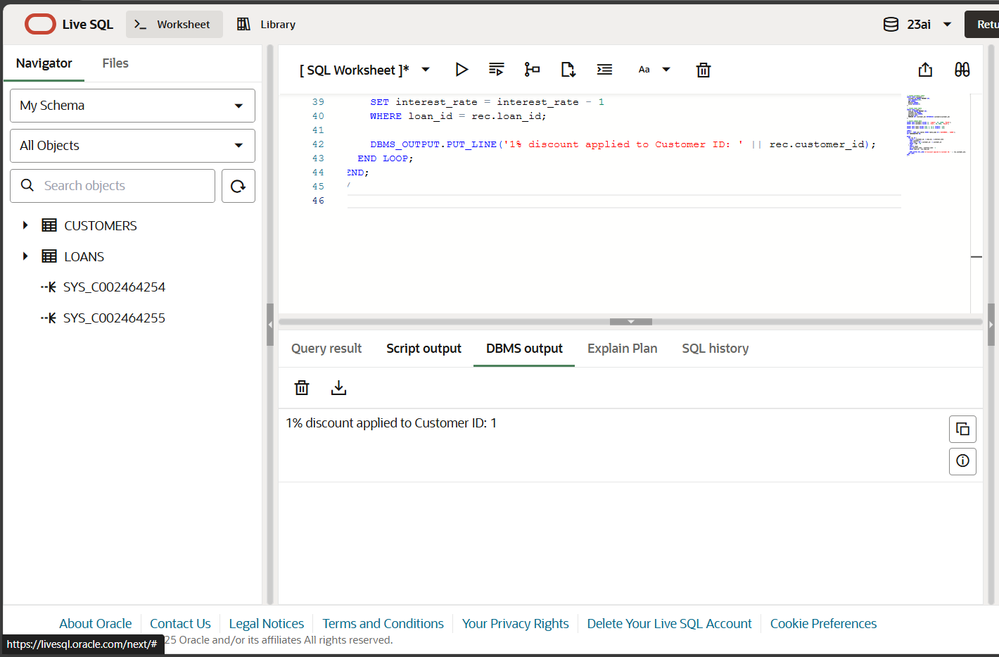 Live SQL
Worksheet
Library
23ai
Navigator
Files
[ SQL Worksheet ]*
Aa
My Schema
All Objects
Search objects
CUSTOMERS
LOANS
SYS_C002464254
SYS_C002464255
39 SET interest_rate = interest_rate - 1
40 WHERE loan_id = rec.loan_id;
41
42 DBMS_OUTPUT.PUT_LINE('1% discount applied to Customer ID: ' || rec.customer_id);
43 END LOOP;
44 END;
45 /
46
Query result
Script output
DBMS output
Explain Plan
SQL history
1% discount applied to Customer ID: 1
About Oracle
Contact Us
Legal Notices
Terms and Conditions
Your Privacy Rights
Delete Your Live SQL Account
Cookie Preferences
https://livesql.oracle.com/next/#
25 Oracle and/or its affiliates All rights reserved.